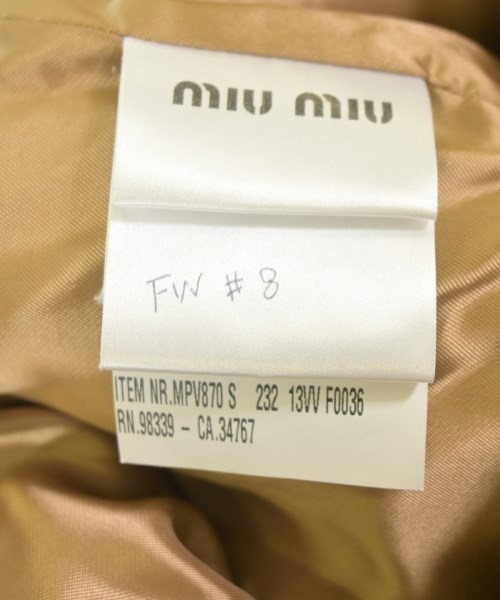 MIU MIU
FW # 8
ITEM NR.MPV870 S 232 13VV F0036
RN.98339 - CA.34767